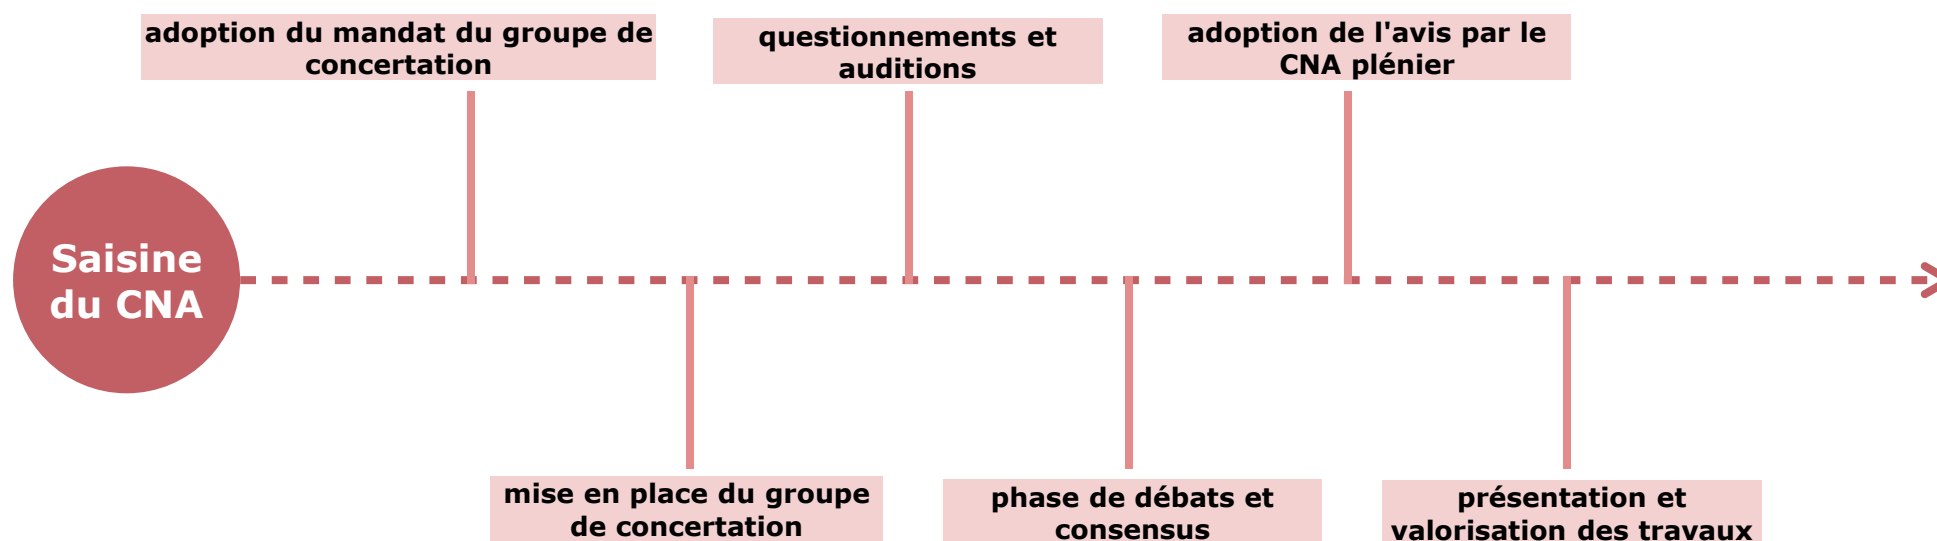 adoption du mandat du groupe de
concertation
questionnements et
auditions
adoption de l'avis par le
CNA plénier
Saisine
du CNA
mise en place du groupe
de concertation
phase de débats et
consensus
présentation et
valorisation des travaux